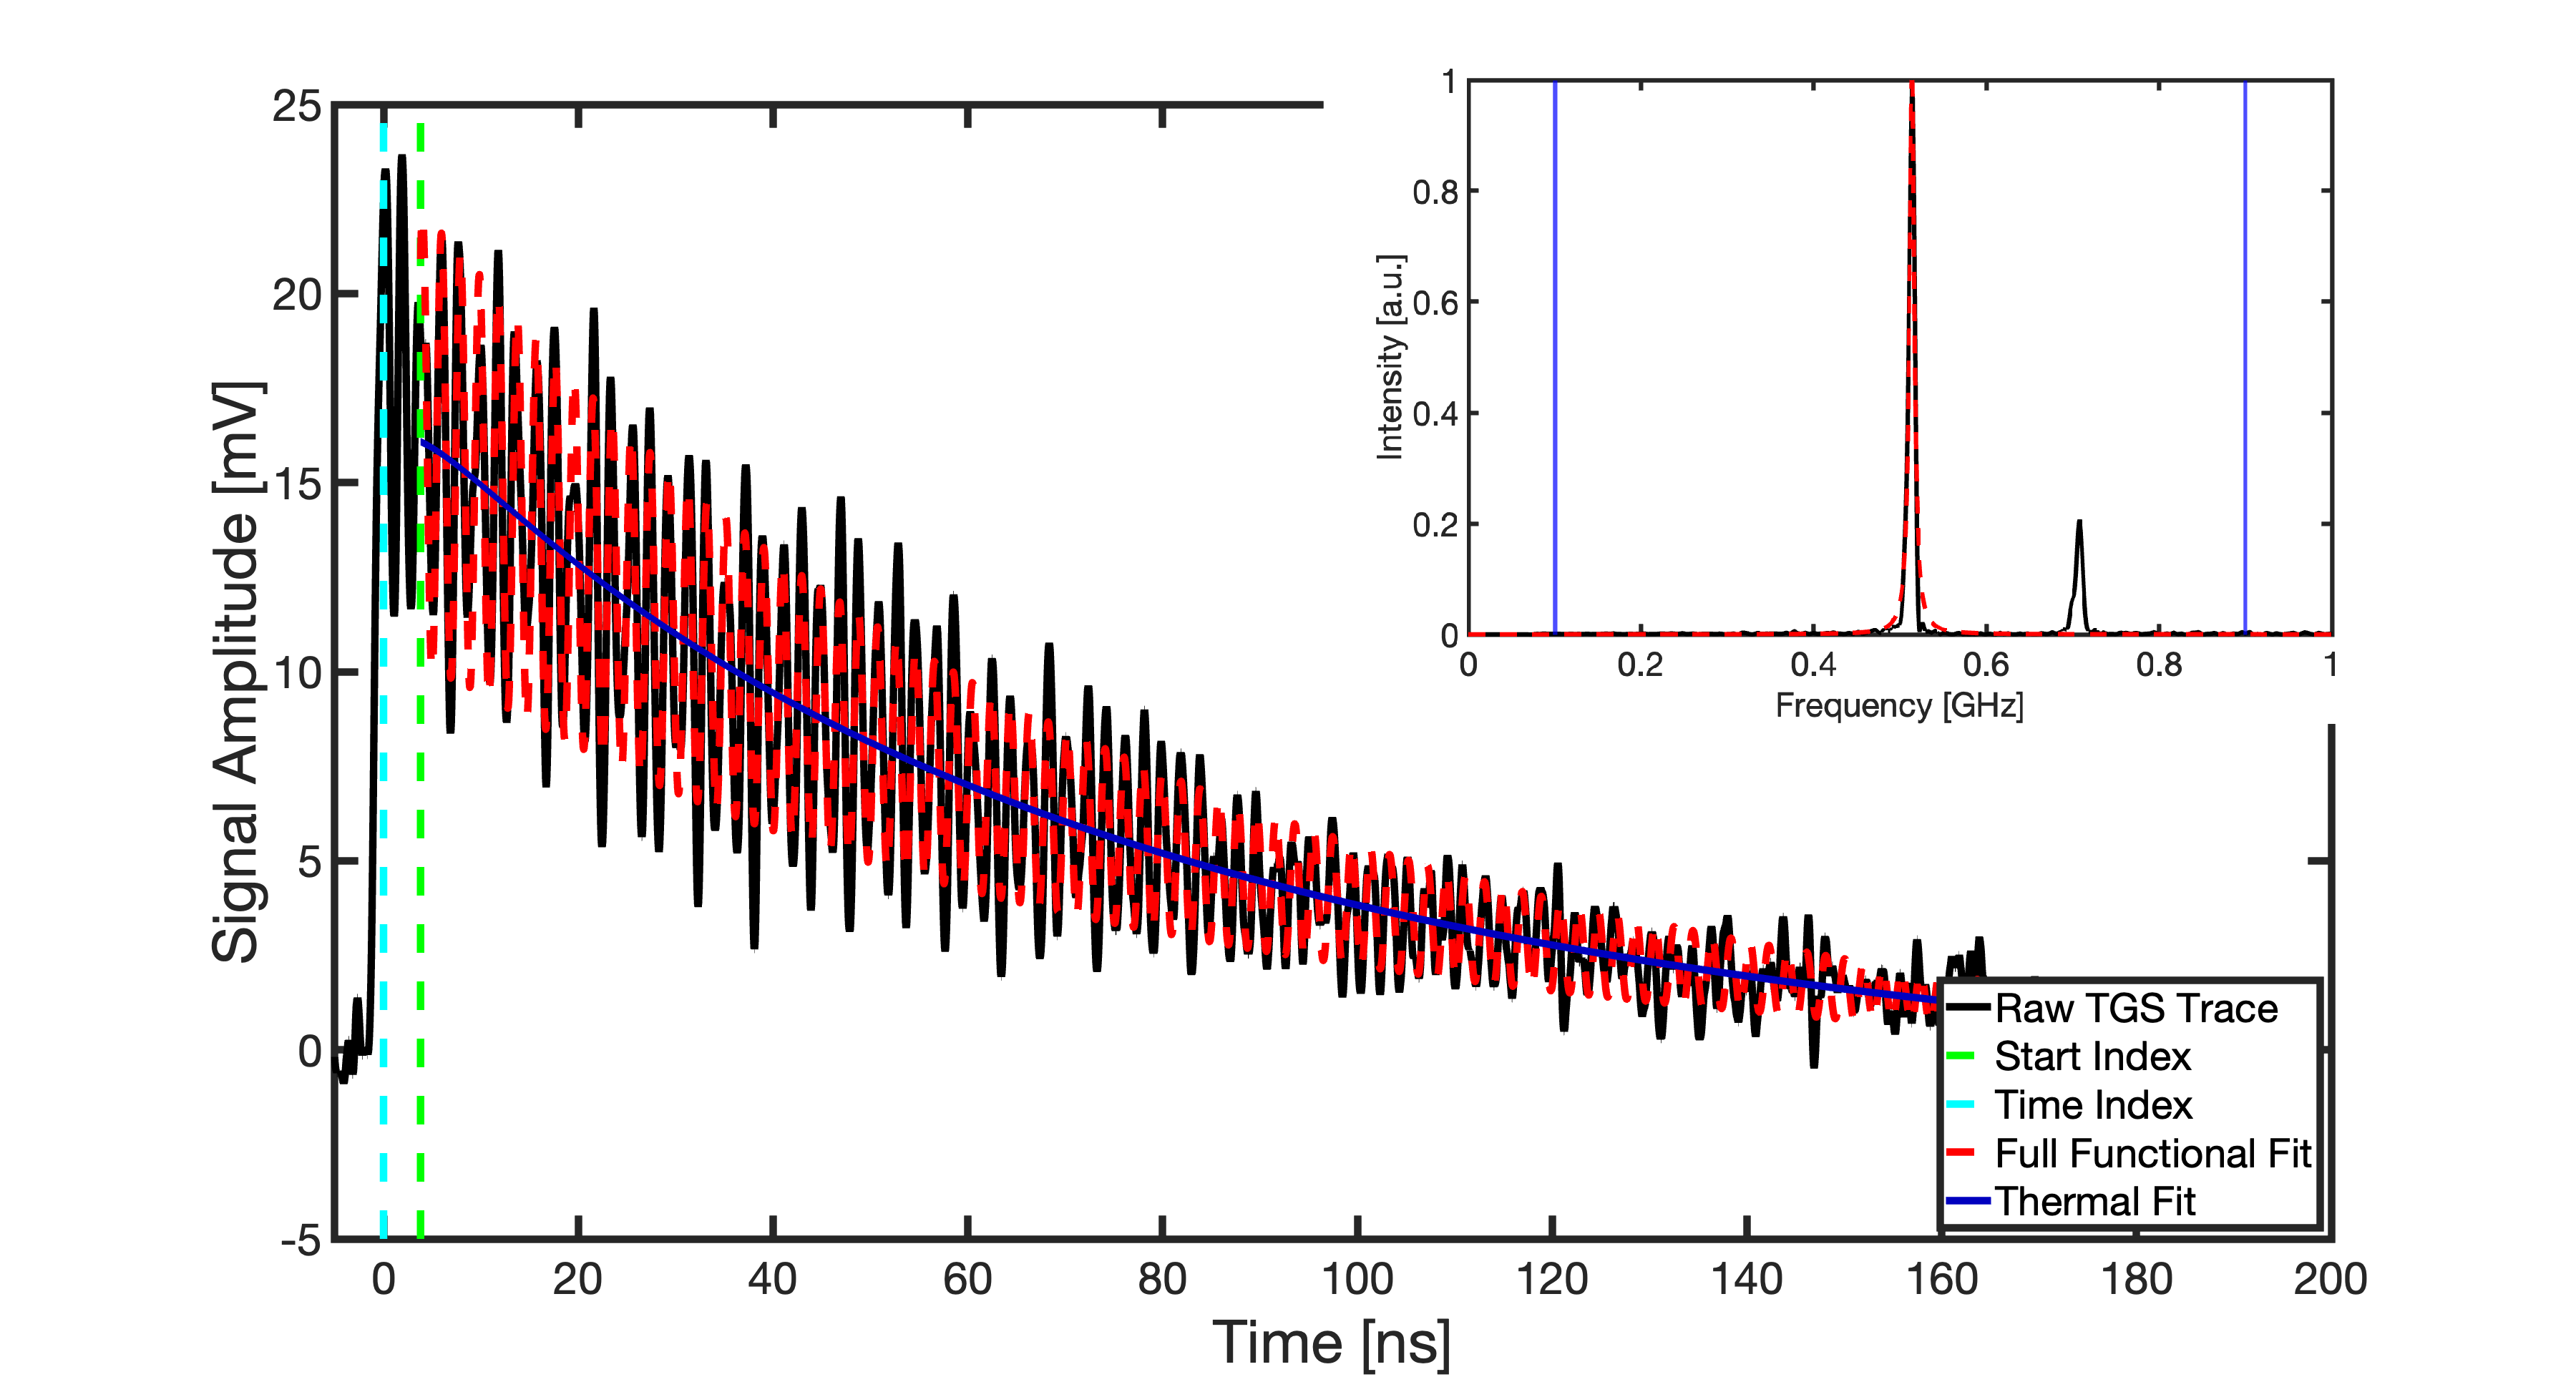 25
20
15
10
5
0
-5
Signal Amplitude [mV]
0 20 40 60 80 100 120 140 160 180 200
Time [ns]
1
0.8
0.6
0.4
0.2
0
Intensity [a.u.]
0 0.2 0.4 0.6 0.8 1
Frequency [GHz]
Raw TGS Trace
Start Index
Time Index
Full Functional Fit
Thermal Fit